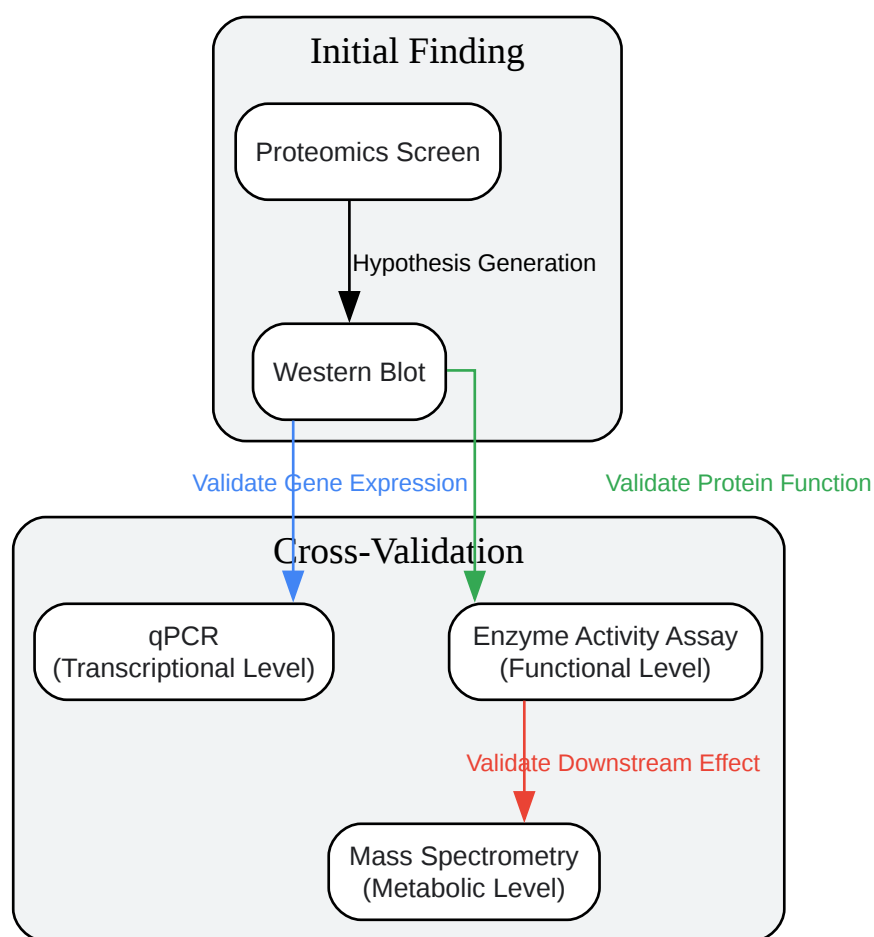 Initial Finding
Proteomics Screen
Hypothesis Generation
Western Blot
Validate Gene Expression
Validate Protein Function
Cross-Validation
qPCR
(Transcriptional Level)
Enzyme Activity Assay
(Functional Level)
Validate Downstream Effect
Mass Spectrometry
(Metabolic Level)